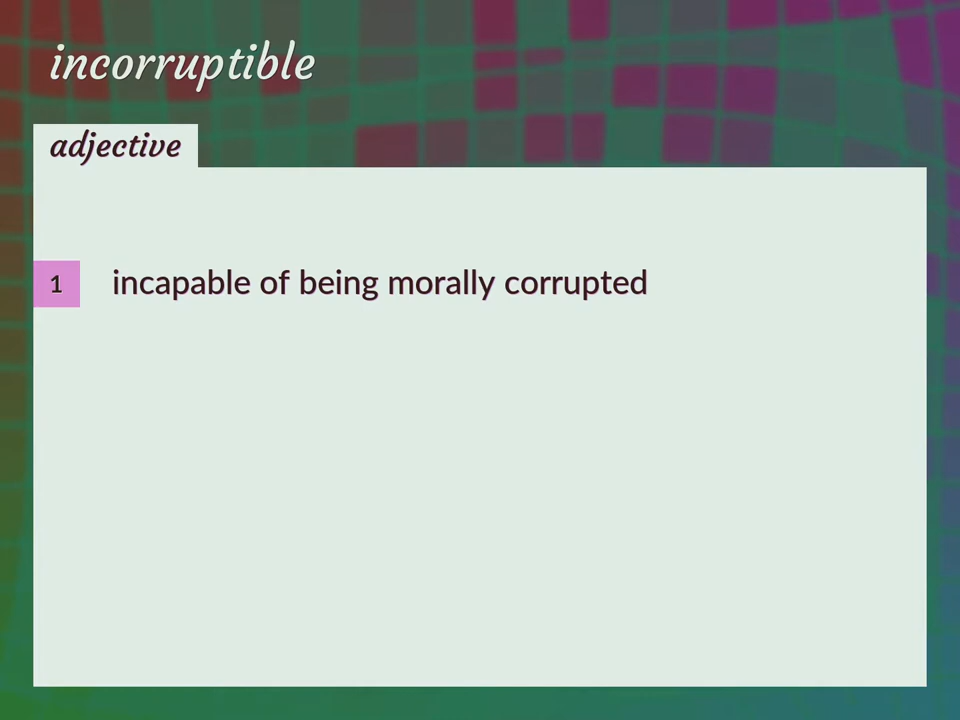 incorruptible
adjective
1 incapable of being morally corrupted